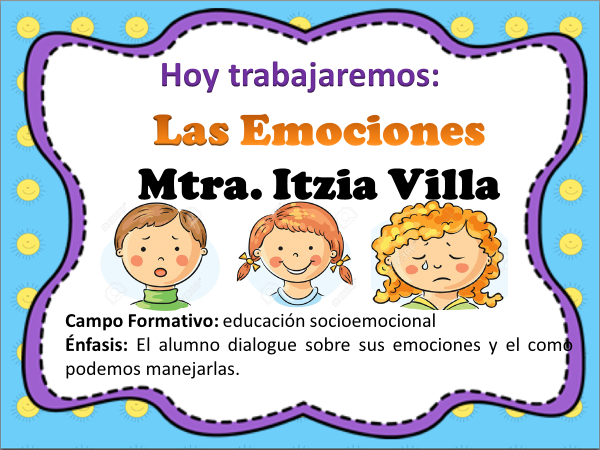 Hoy trabajaremos:
Las Emociones
Mtra. Itzia Villa
Campo Formativo: educación socioemocional
Énfasis: El alumno dialogue sobre sus emociones y el como
podemos manejarlas.